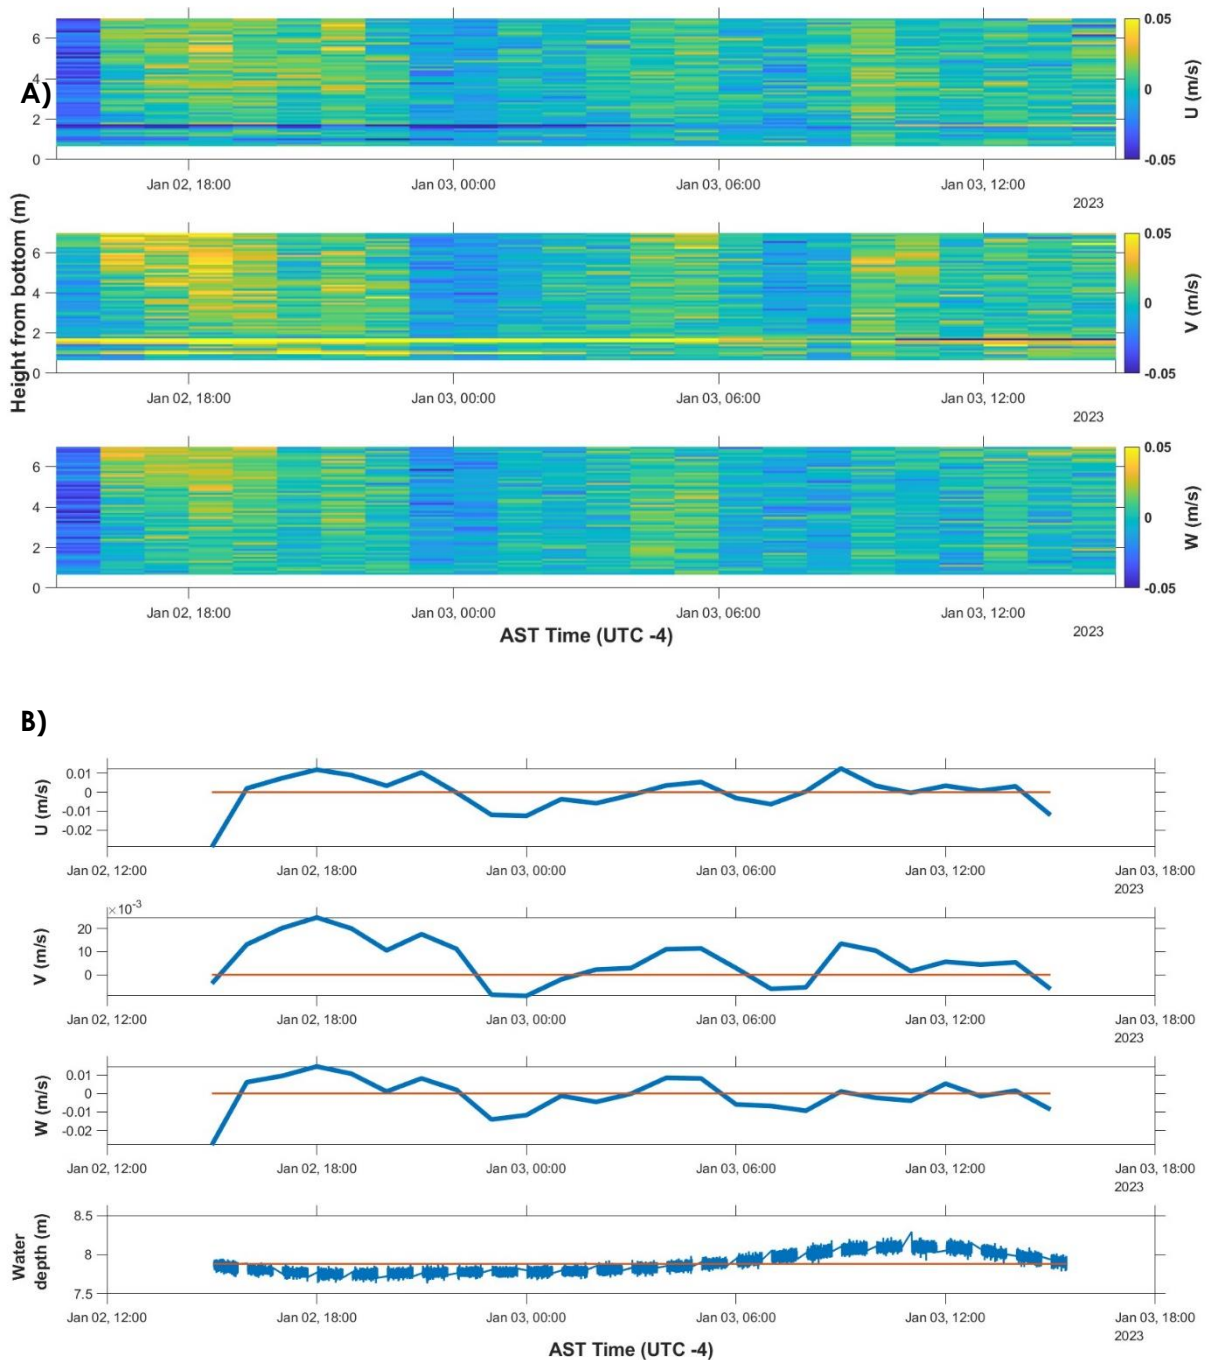 A)
Height from bottom (m)
6
4
2
0
Jan 02, 18:00
Jan 03, 00:00
Jan 03, 06:00
Jan 03, 12:00
2023
0.05
0
-0.05
U (m/s)
6
4
2
0
Jan 02, 18:00
Jan 03, 00:00
Jan 03, 06:00
Jan 03, 12:00
2023
0.05
0
-0.05
V (m/s)
6
4
2
0
Jan 02, 18:00
Jan 03, 00:00
Jan 03, 06:00
Jan 03, 12:00
2023
0.05
0
-0.05
W (m/s)
AST Time (UTC -4)
B)
U (m/s)
0.01
0
-0.01
-0.02
Jan 02, 12:00
Jan 02, 18:00
Jan 03, 00:00
Jan 03, 06:00
Jan 03, 12:00
Jan 03, 18:00
2023
V (m/s)
×10⁻³
20
10
0
Jan 02, 12:00
Jan 02, 18:00
Jan 03, 00:00
Jan 03, 06:00
Jan 03, 12:00
Jan 03, 18:00
2023
W (m/s)
0.01
0
-0.01
-0.02
Jan 02, 12:00
Jan 02, 18:00
Jan 03, 00:00
Jan 03, 06:00
Jan 03, 12:00
Jan 03, 18:00
2023
Water
depth (m)
8.5
8
7.5
Jan 02, 12:00
Jan 02, 18:00
Jan 03, 00:00
Jan 03, 06:00
Jan 03, 12:00
Jan 03, 18:00
2023
AST Time (UTC -4)